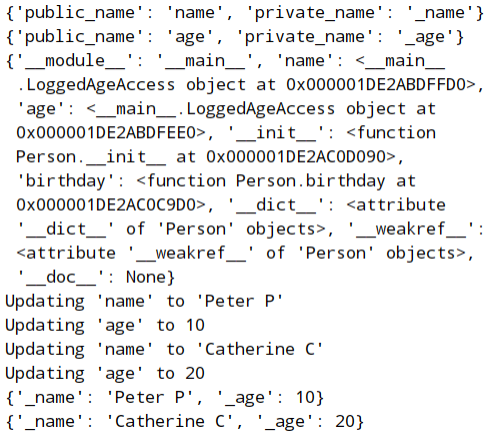 {'public_name': 'name', 'private_name': '_name'}
{'public_name': 'age', 'private_name': '_age'}
{'__module__': '__main__', 'name': <__main__
.LoggedAgeAccess object at 0x000001DE2ABDFFD0>,
'age': <__main__.LoggedAgeAccess object at
0x000001DE2ABDFEE0>, '__init__': <function
Person.__init__ at 0x000001DE2AC0D090>,
'birthday': <function Person.birthday at
0x000001DE2AC0C9D0>, '__dict__': <attribute
'__dict__' of 'Person' objects>, '__weakref__':
<attribute '__weakref__' of 'Person' objects>,
'__doc__': None}
Updating 'name' to 'Peter P'
Updating 'age' to 10
Updating 'name' to 'Catherine C'
Updating 'age' to 20
{'_name': 'Peter P', '_age': 10}
{'_name': 'Catherine C', '_age': 20}